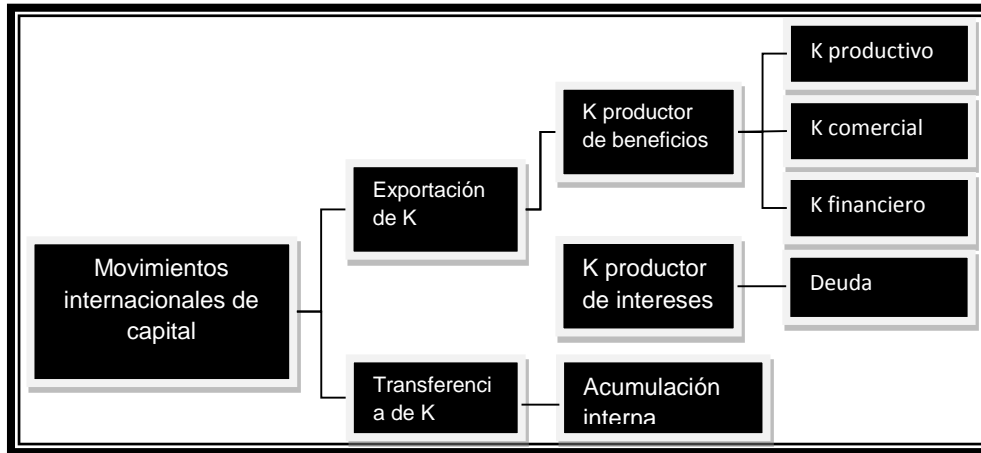 Movimientos
internacionales de
capital
Exportación
de K
Transferenci
a de K
K productor
de beneficios
K productor
de intereses
Acumulación
interna
K productivo
K comercial
K financiero
Deuda